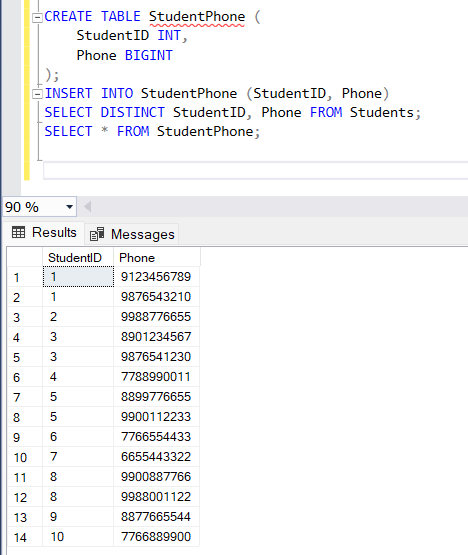 CREATE TABLE StudentPhone (
StudentID INT,
Phone BIGINT
);
INSERT INTO StudentPhone (StudentID, Phone)
SELECT DISTINCT StudentID, Phone FROM Students;
SELECT * FROM StudentPhone;
90 %
Results Messages
StudentID Phone
1 1 9123456789
2 1 9876543210
3 2 9988776655
4 3 8901234567
5 3 9876541230
6 4 7788990011
7 5 8899776655
8 5 9900112233
9 6 7766554433
10 7 6655443322
11 8 9900887766
12 8 9988001122
13 9 8877665544
14 10 7766889900